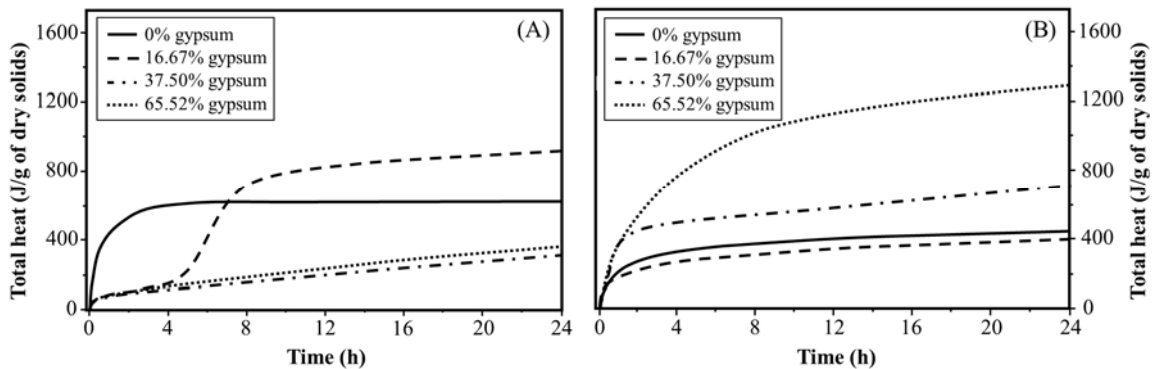 Total heat (J/g of dry solids)
1600
1200
800
400
0
0% gypsum
16.67% gypsum
37.50% gypsum
65.52% gypsum
(A)
0 4 8 12 16 20 24
Time (h)
0% gypsum
16.67% gypsum
37.50% gypsum
65.52% gypsum
(B)
0 4 8 12 16 20 24
Time (h)
1600
1200
800
400
0
Total heat (J/g of dry solids)